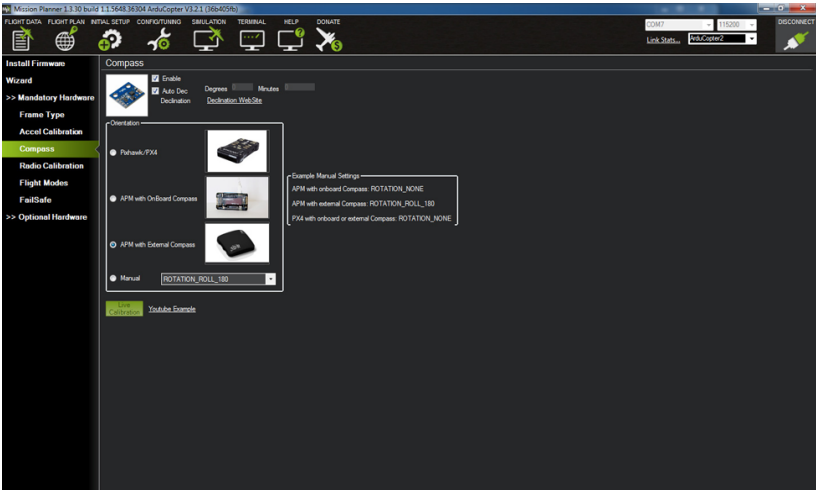 Mission Planner 1.3.30 build 1.1.5648.36304 ArduCopter V3.2.1 (36b405fb)
FLIGHT DATA FLIGHT PLAN INITIAL SETUP CONFIG/TUNING SIMULATION TERMINAL HELP DONATE
COM7 115200 DISCONNECT
Link Stats... ArduCopter2
Install Firmware
Wizard
>> Mandatory Hardware
Frame Type
Accel Calibration
Compass
Radio Calibration
Flight Modes
FailSafe
>> Optional Hardware
Compass
Enable
Auto Dec Degrees Minutes
Declination Declination WebSite
Orientation
Pixhawk/PX4
APM with OnBoard Compass
APM with External Compass
Manual ROTATION_ROLL_180
Example Manual Settings
APM with onboard Compass: ROTATION_NONE
APM with external Compass: ROTATION_ROLL_180
PX4 with onboard or external Compass: ROTATION_NONE
Live
Calibration Youtube Example